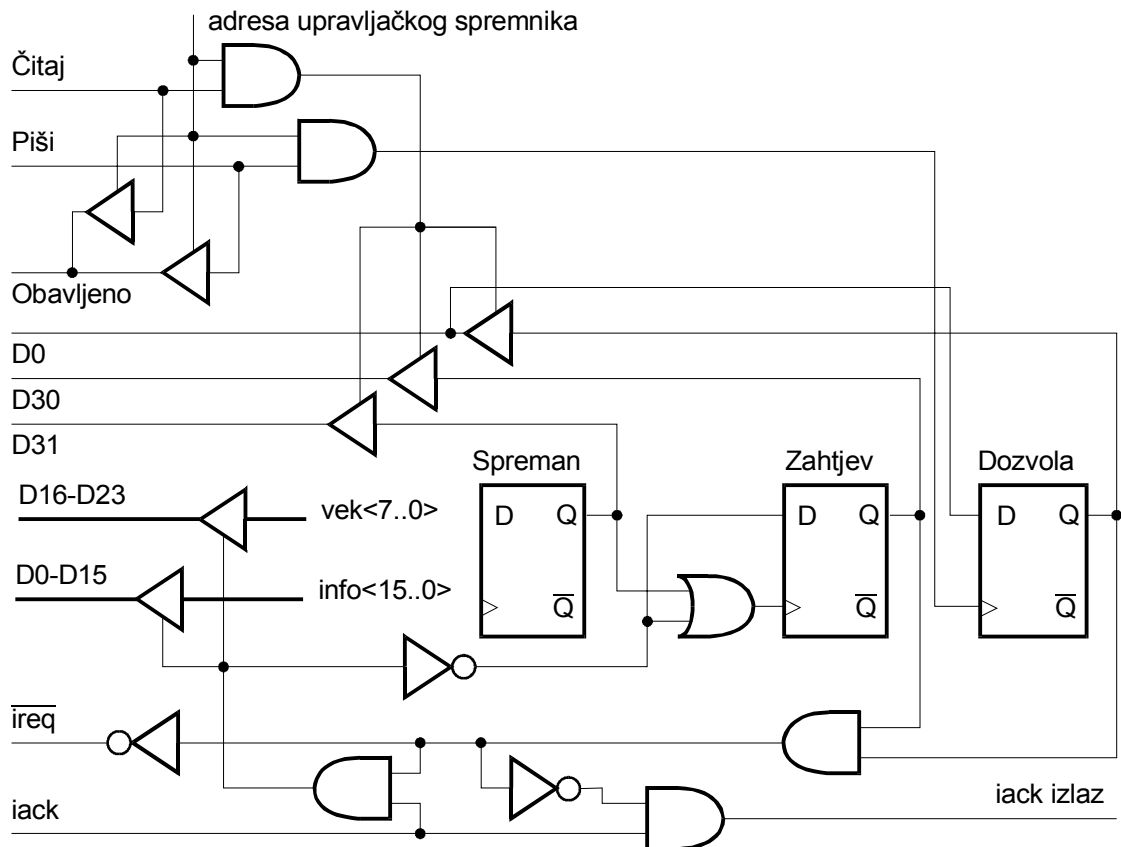 adresa upravljačkog spremnika
Čitaj
Piši
Obavljeno
D0
D30
D31
Spreman
Zahtjev
Dozvola
D16-D23
vek<7..0>
D Q
D Q
D Q
D0-D15
info<15..0>
Q̅
Q̅
Q̅
i̅r̅e̅q̅
iack
iack izlaz